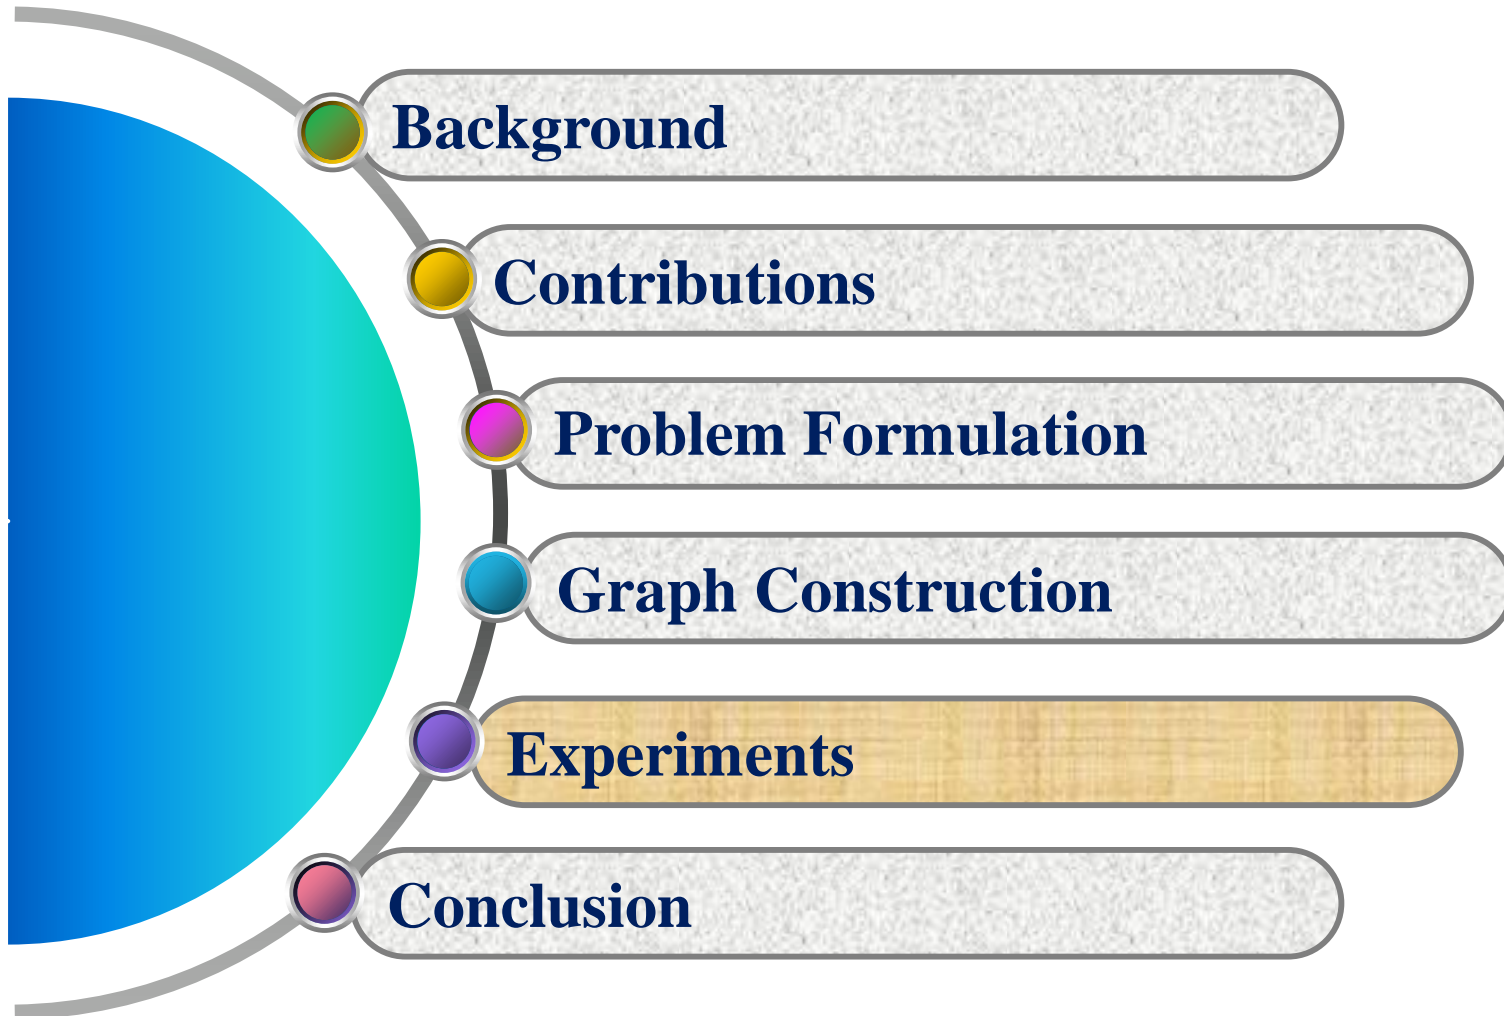 Background
Contributions
Problem Formulation
Graph Construction
Experiments
Conclusion